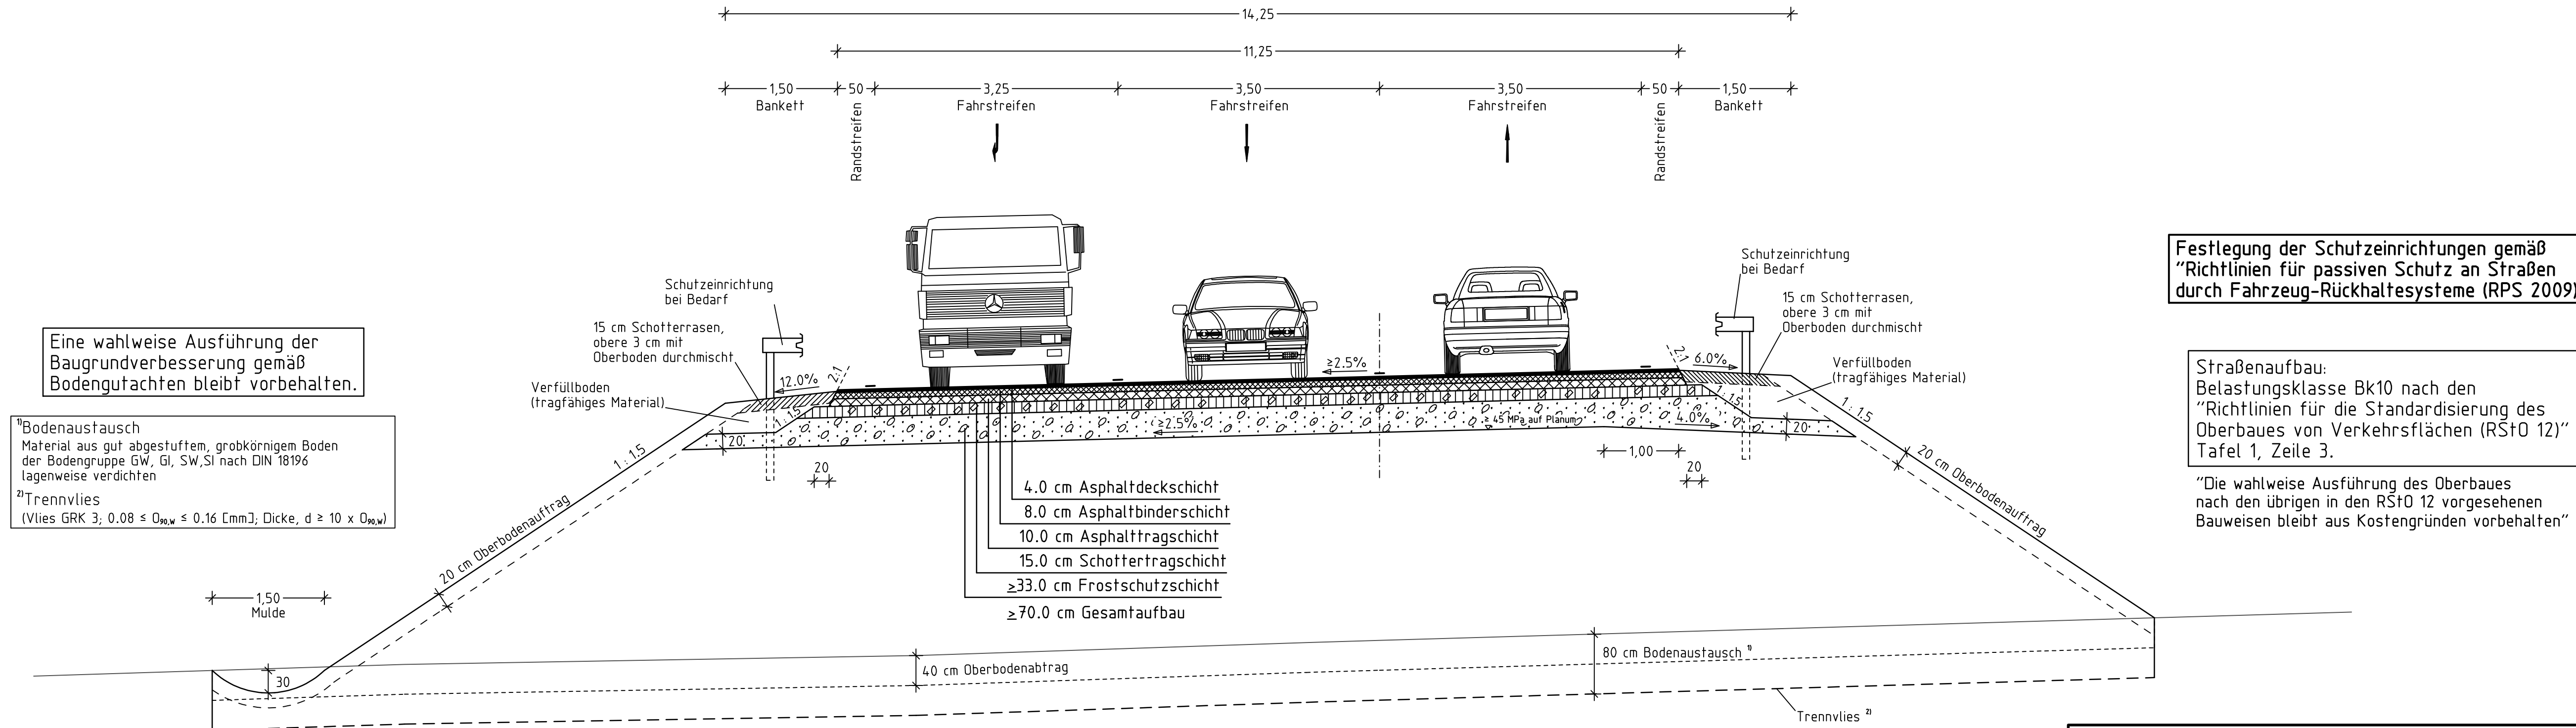 14,25
11,25
1,50 50 3,25 3,50 3,50 50 1,50
Bankett
Randstreifen
Fahrstreifen
Fahrstreifen
Fahrstreifen
Randstreifen
Bankett
Eine wahlweise Ausführung der
Baugrundverbesserung gemäß
Bodengutachten bleibt vorbehalten.
1)Bodenaustausch
Material aus gut abgestuftem, grobkörnigem Boden
der Bodengruppe GW, GI, SW,SI nach DIN 18196
lagenweise verdichten
2)Trennvlies
(Vlies GRK 3; 0.08 ≤ O90,W ≤ 0.16 [mm]; Dicke, d ≥ 10 x O90,W)
Schutzeinrichtung
bei Bedarf
15 cm Schotterrasen,
obere 3 cm mit
Oberboden durchmischt
Verfüllboden
(tragfähiges Material)
12.0%
2:1
1:1.5
20
1:1.5
20 cm Oberbodenauftrag
≥2.5%
≥2.5%
≥ 45 MPa auf Planum
4.0%
2:1
6.0%
1:1.5
20
1:1.5
20 cm Oberbodenauftrag
Schutzeinrichtung
bei Bedarf
15 cm Schotterrasen,
obere 3 cm mit
Oberboden durchmischt
Verfüllboden
(tragfähiges Material)
20
1,00
20
4.0 cm Asphaltdeckschicht
8.0 cm Asphaltbinderschicht
10.0 cm Asphalttragschicht
15.0 cm Schottertragschicht
≥33.0 cm Frostschutzschicht
≥70.0 cm Gesamtaufbau
1,50
Mulde
30
40 cm Oberbodenabtrag
80 cm Bodenaustausch 1)
Trennvlies 2)
Festlegung der Schutzeinrichtungen gemäß
"Richtlinien für passiven Schutz an Straßen
durch Fahrzeug-Rückhaltesysteme (RPS 2009)
Straßenaufbau:
Belastungsklasse Bk10 nach den
"Richtlinien für die Standardisierung des
Oberbaues von Verkehrsflächen (RStO 12)"
Tafel 1, Zeile 3.
"Die wahlweise Ausführung des Oberbaues
nach den übrigen in den RStO 12 vorgesehenen
Bauweisen bleibt aus Kostengründen vorbehalten"